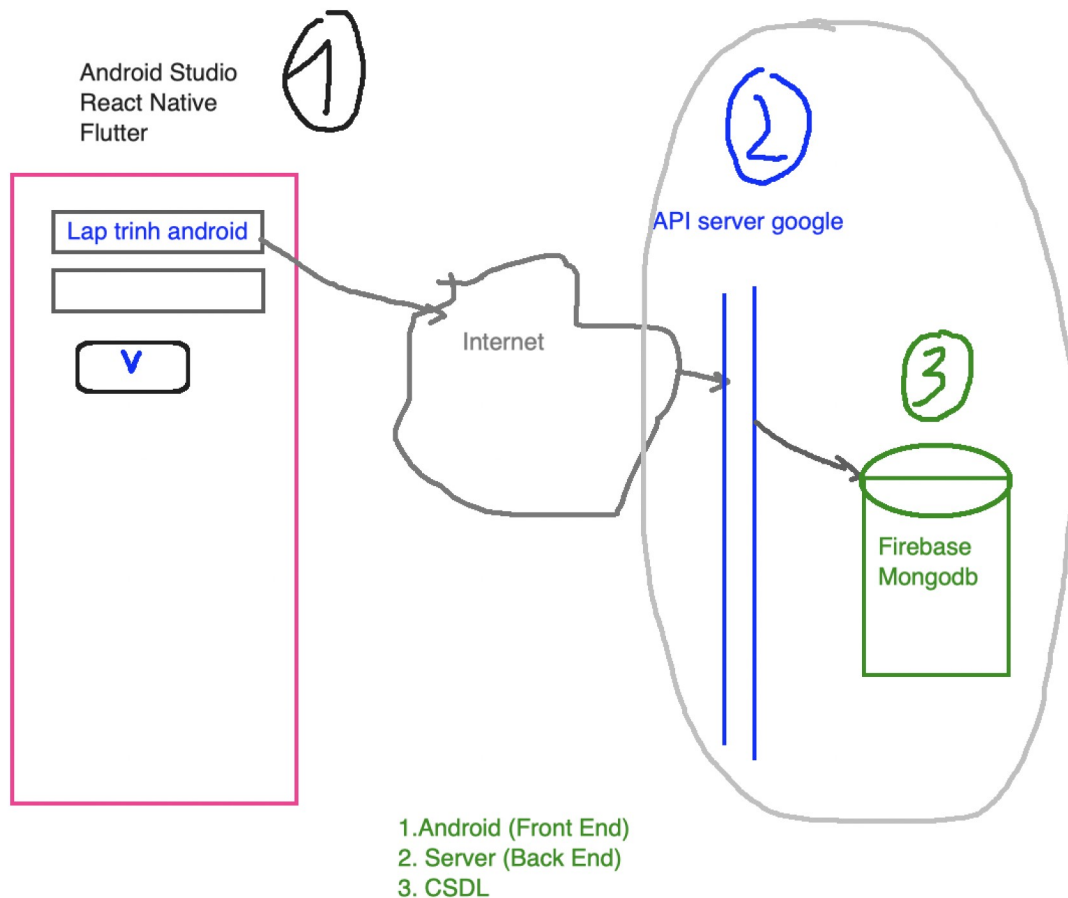 Android Studio
React Native
Flutter
1
2
API server google
Lap trinh android
V
Internet
3
Firebase
Mongodb
1.Android (Front End)
2. Server (Back End)
3. CSDL